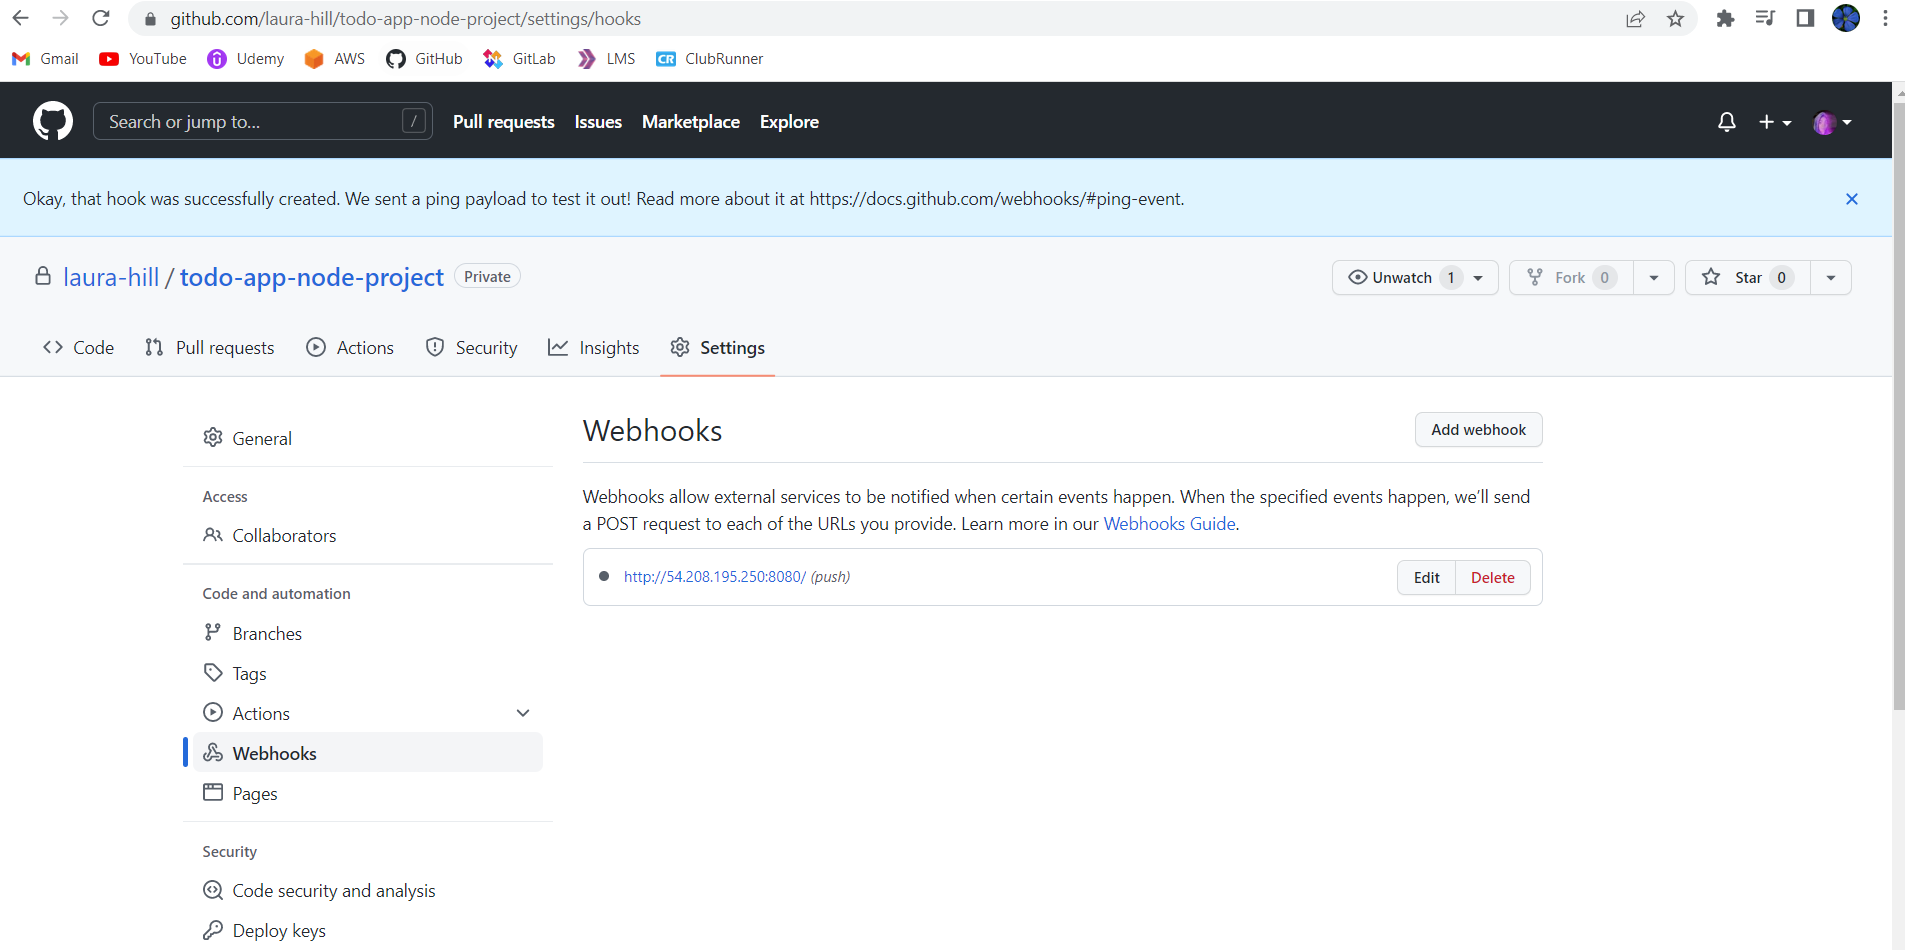 github.com/laura-hill/todo-app-node-project/settings/hooks
Gmail YouTube Udemy AWS GitHub GitLab LMS CR ClubRunner
Search or jump to... / Pull requests Issues Marketplace Explore
Okay, that hook was successfully created. We sent a ping payload to test it out! Read more about it at https://docs.github.com/webhooks/#ping-event.
laura-hill / todo-app-node-project Private Unwatch 1 Fork 0 Star 0
Code Pull requests Actions Security Insights Settings
General
Access
Collaborators
Code and automation
Branches
Tags
Actions
Webhooks
Pages
Security
Code security and analysis
Deploy keys
Webhooks Add webhook
Webhooks allow external services to be notified when certain events happen. When the specified events happen, we’ll send
a POST request to each of the URLs you provide. Learn more in our Webhooks Guide.
http://54.208.195.250:8080/ (push) Edit Delete